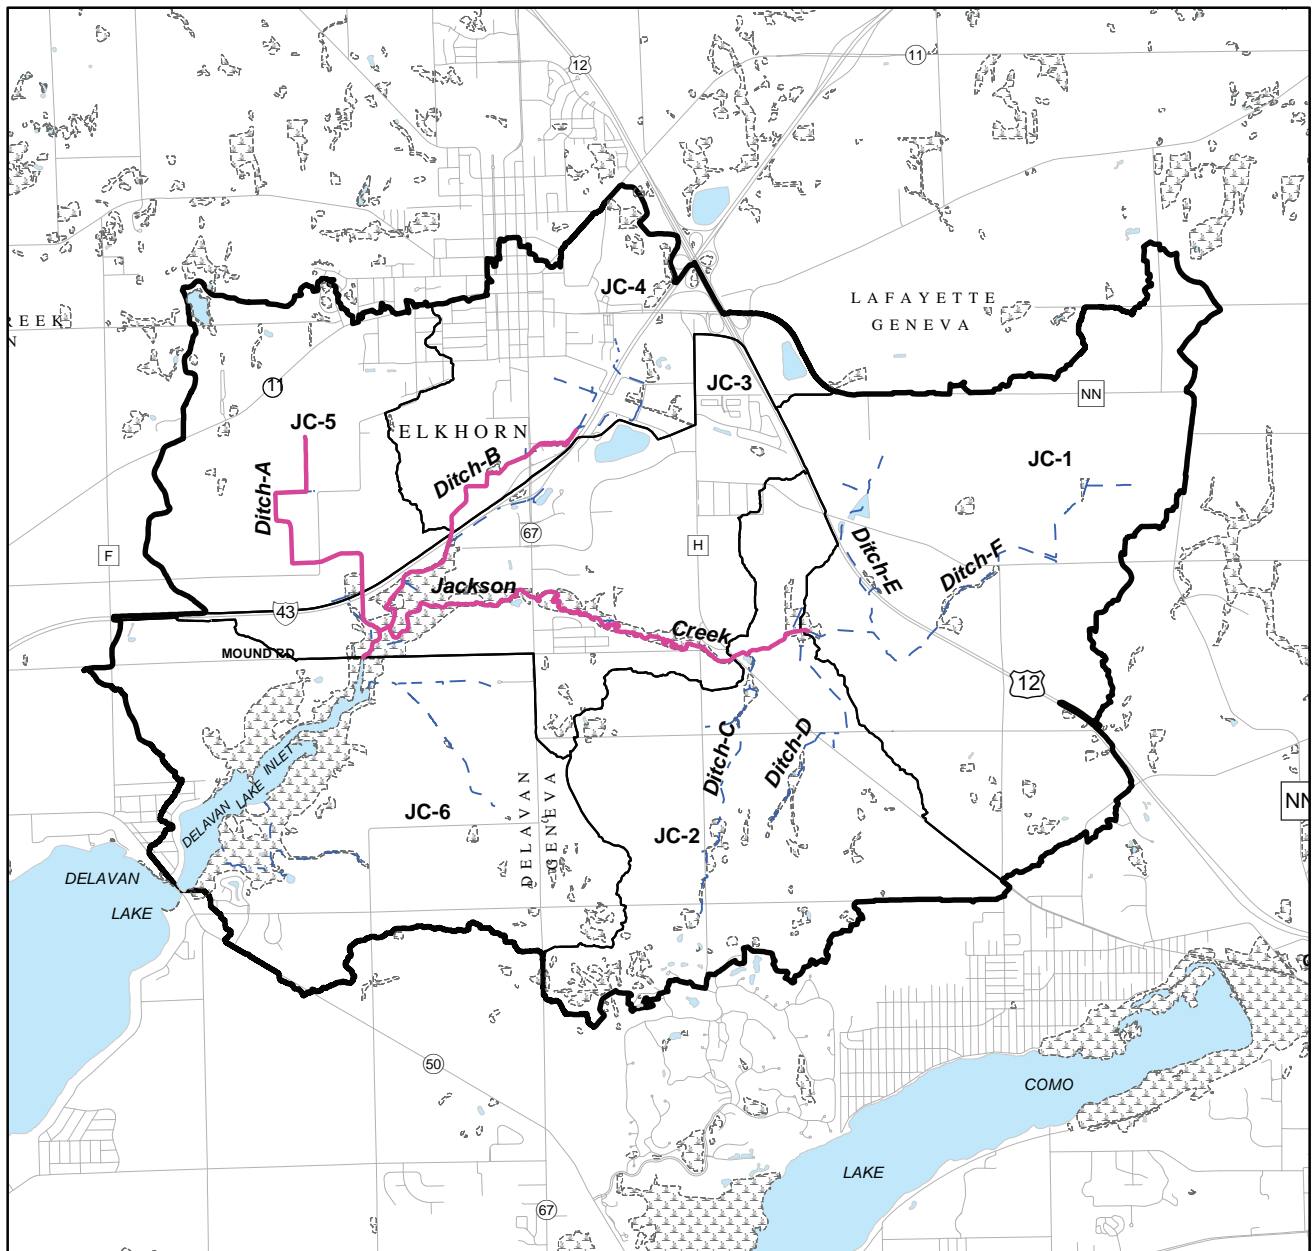 12
11
JC-4
LAFAYETTE
GENEVA
REEK
N
11
JC-3
NN
JC-5
ELKHORN
JC-1
Ditch-A
Ditch-B
67
H
F
Ditch-E
Ditch-F
Jackson
43
Creek
MOUND RD
12
DELAVAN
LAKE INLET
Ditch-C
Ditch-D
DELAVAN
GENEVA
NN
JC-6
JC-2
DELAVAN
LAKE
50
COMO
LAKE
67